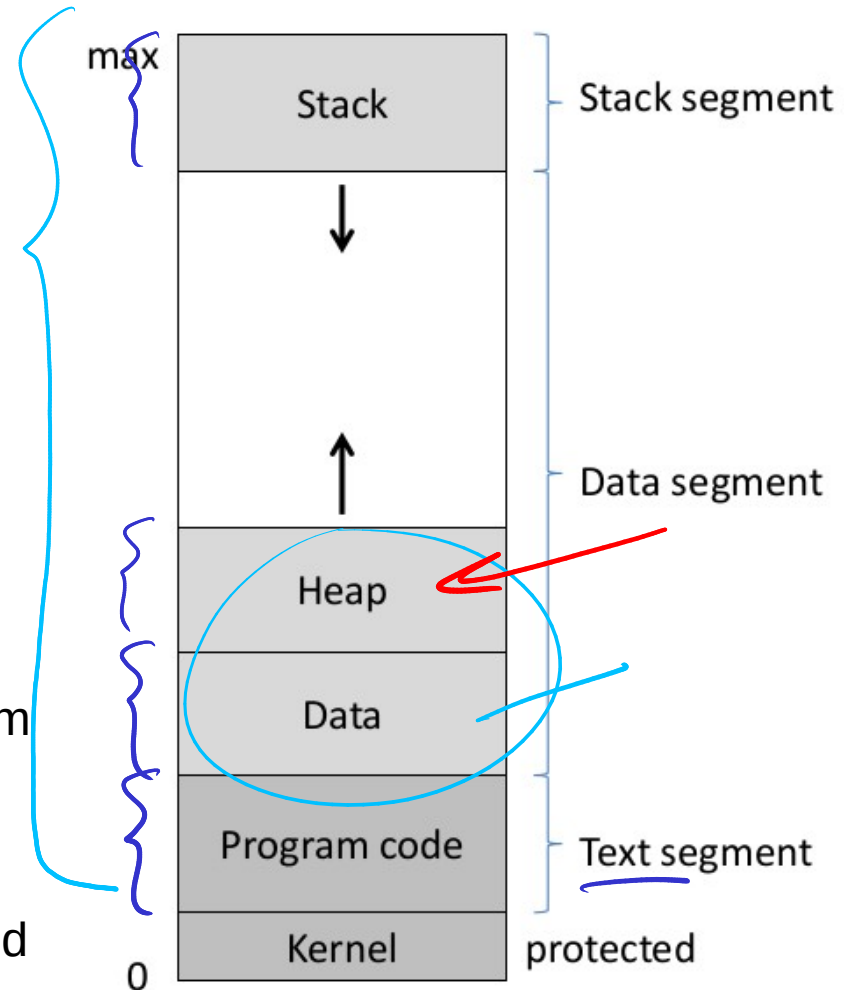 max
Stack
Stack segment
Data segment
Heap
Data
m
Program code
Text segment
d
Kernel
protected
0